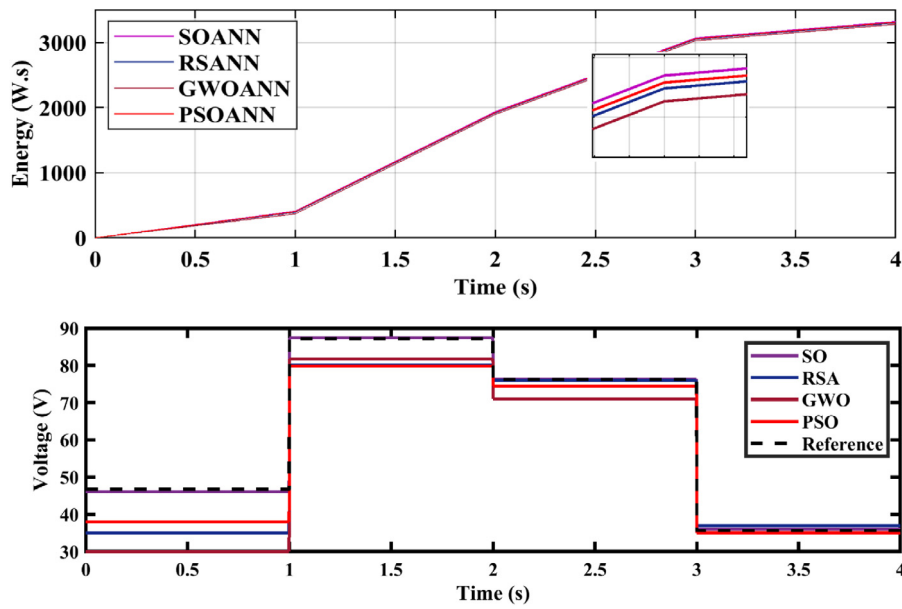 SOANN
RSANN
GWOANN
PSOANN
Energy (W.s)
3000
2000
1000
0
0 0.5 1 1.5 2 2.5 3 3.5 4
Time (s)
Voltage (V)
90
80
70
60
50
40
30
SO
RSA
GWO
PSO
Reference
0 0.5 1 1.5 2 2.5 3 3.5 4
Time (s)